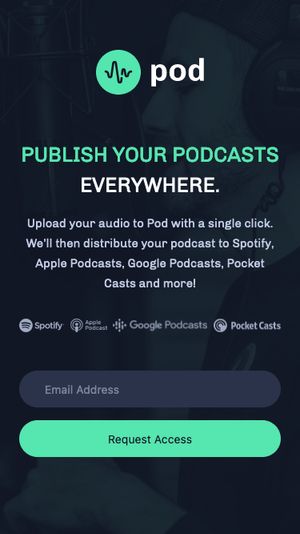 pod
PUBLISH YOUR PODCASTS
EVERYWHERE.
Upload your audio to Pod with a single click.
We'll then distribute your podcast to Spotify,
Apple Podcasts, Google Podcasts, Pocket
Casts and more!
Spotify Apple Podcast Google Podcasts Pocket Casts
Email Address
Request Access